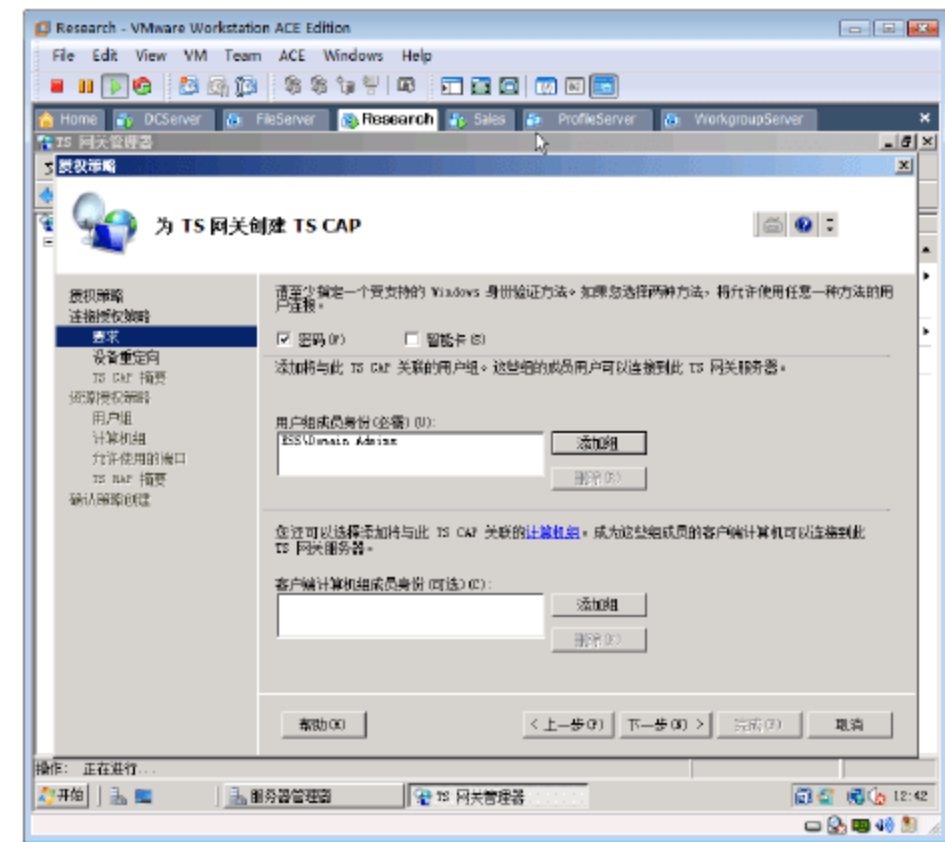 Research - VMware Workstation ACE Edition
File Edit View VM Team ACE Windows Help
Home DCServer FileServer Research Sales ProfileServer WorkgroupServer
TS 网关管理器
授权策略
为 TS 网关创建 TS CAP
授权策略
连接授权策略
要求
设备重定向
TS CAP 摘要
资源授权策略
用户组
计算机组
允许使用的端口
TS RAP 摘要
确认策略创建
请至少指定一个受支持的 Windows 身份验证方法。如果您选择两种方法，将允许使用任意一种方法的用
户连接。
密码(P) 智能卡(S)
添加将与此 TS CAP 关联的用户组。这些组的成员用户可以连接到此 TS 网关服务器。
用户组成员身份(必需)(U):
ESS\Domain Admins
添加组
删除(R)
您还可以选择添加将与此 TS CAP 关联的计算机组。成为这些组成员的客户端计算机可以连接到此
TS 网关服务器。
客户端计算机组成员身份(可选)(C):
添加组
帮助(H) < 上一步(P) 下一步(N) > 完成(F) 取消
操作: 正在进行...
开始 服务器管理器 TS 网关管理器 12:42